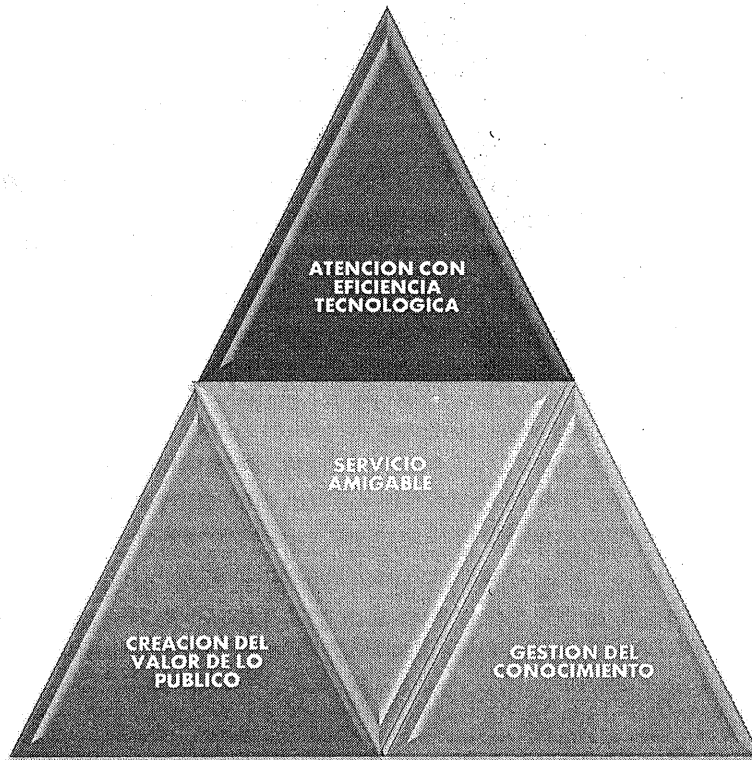 ATENCION CON
EFICIENCIA
TECNOLOGICA
SERVICIO
AMIGABLE
CREACION DEL
VALOR DE LO
PUBLICO
GESTION DEL
CONOCIMIENTO